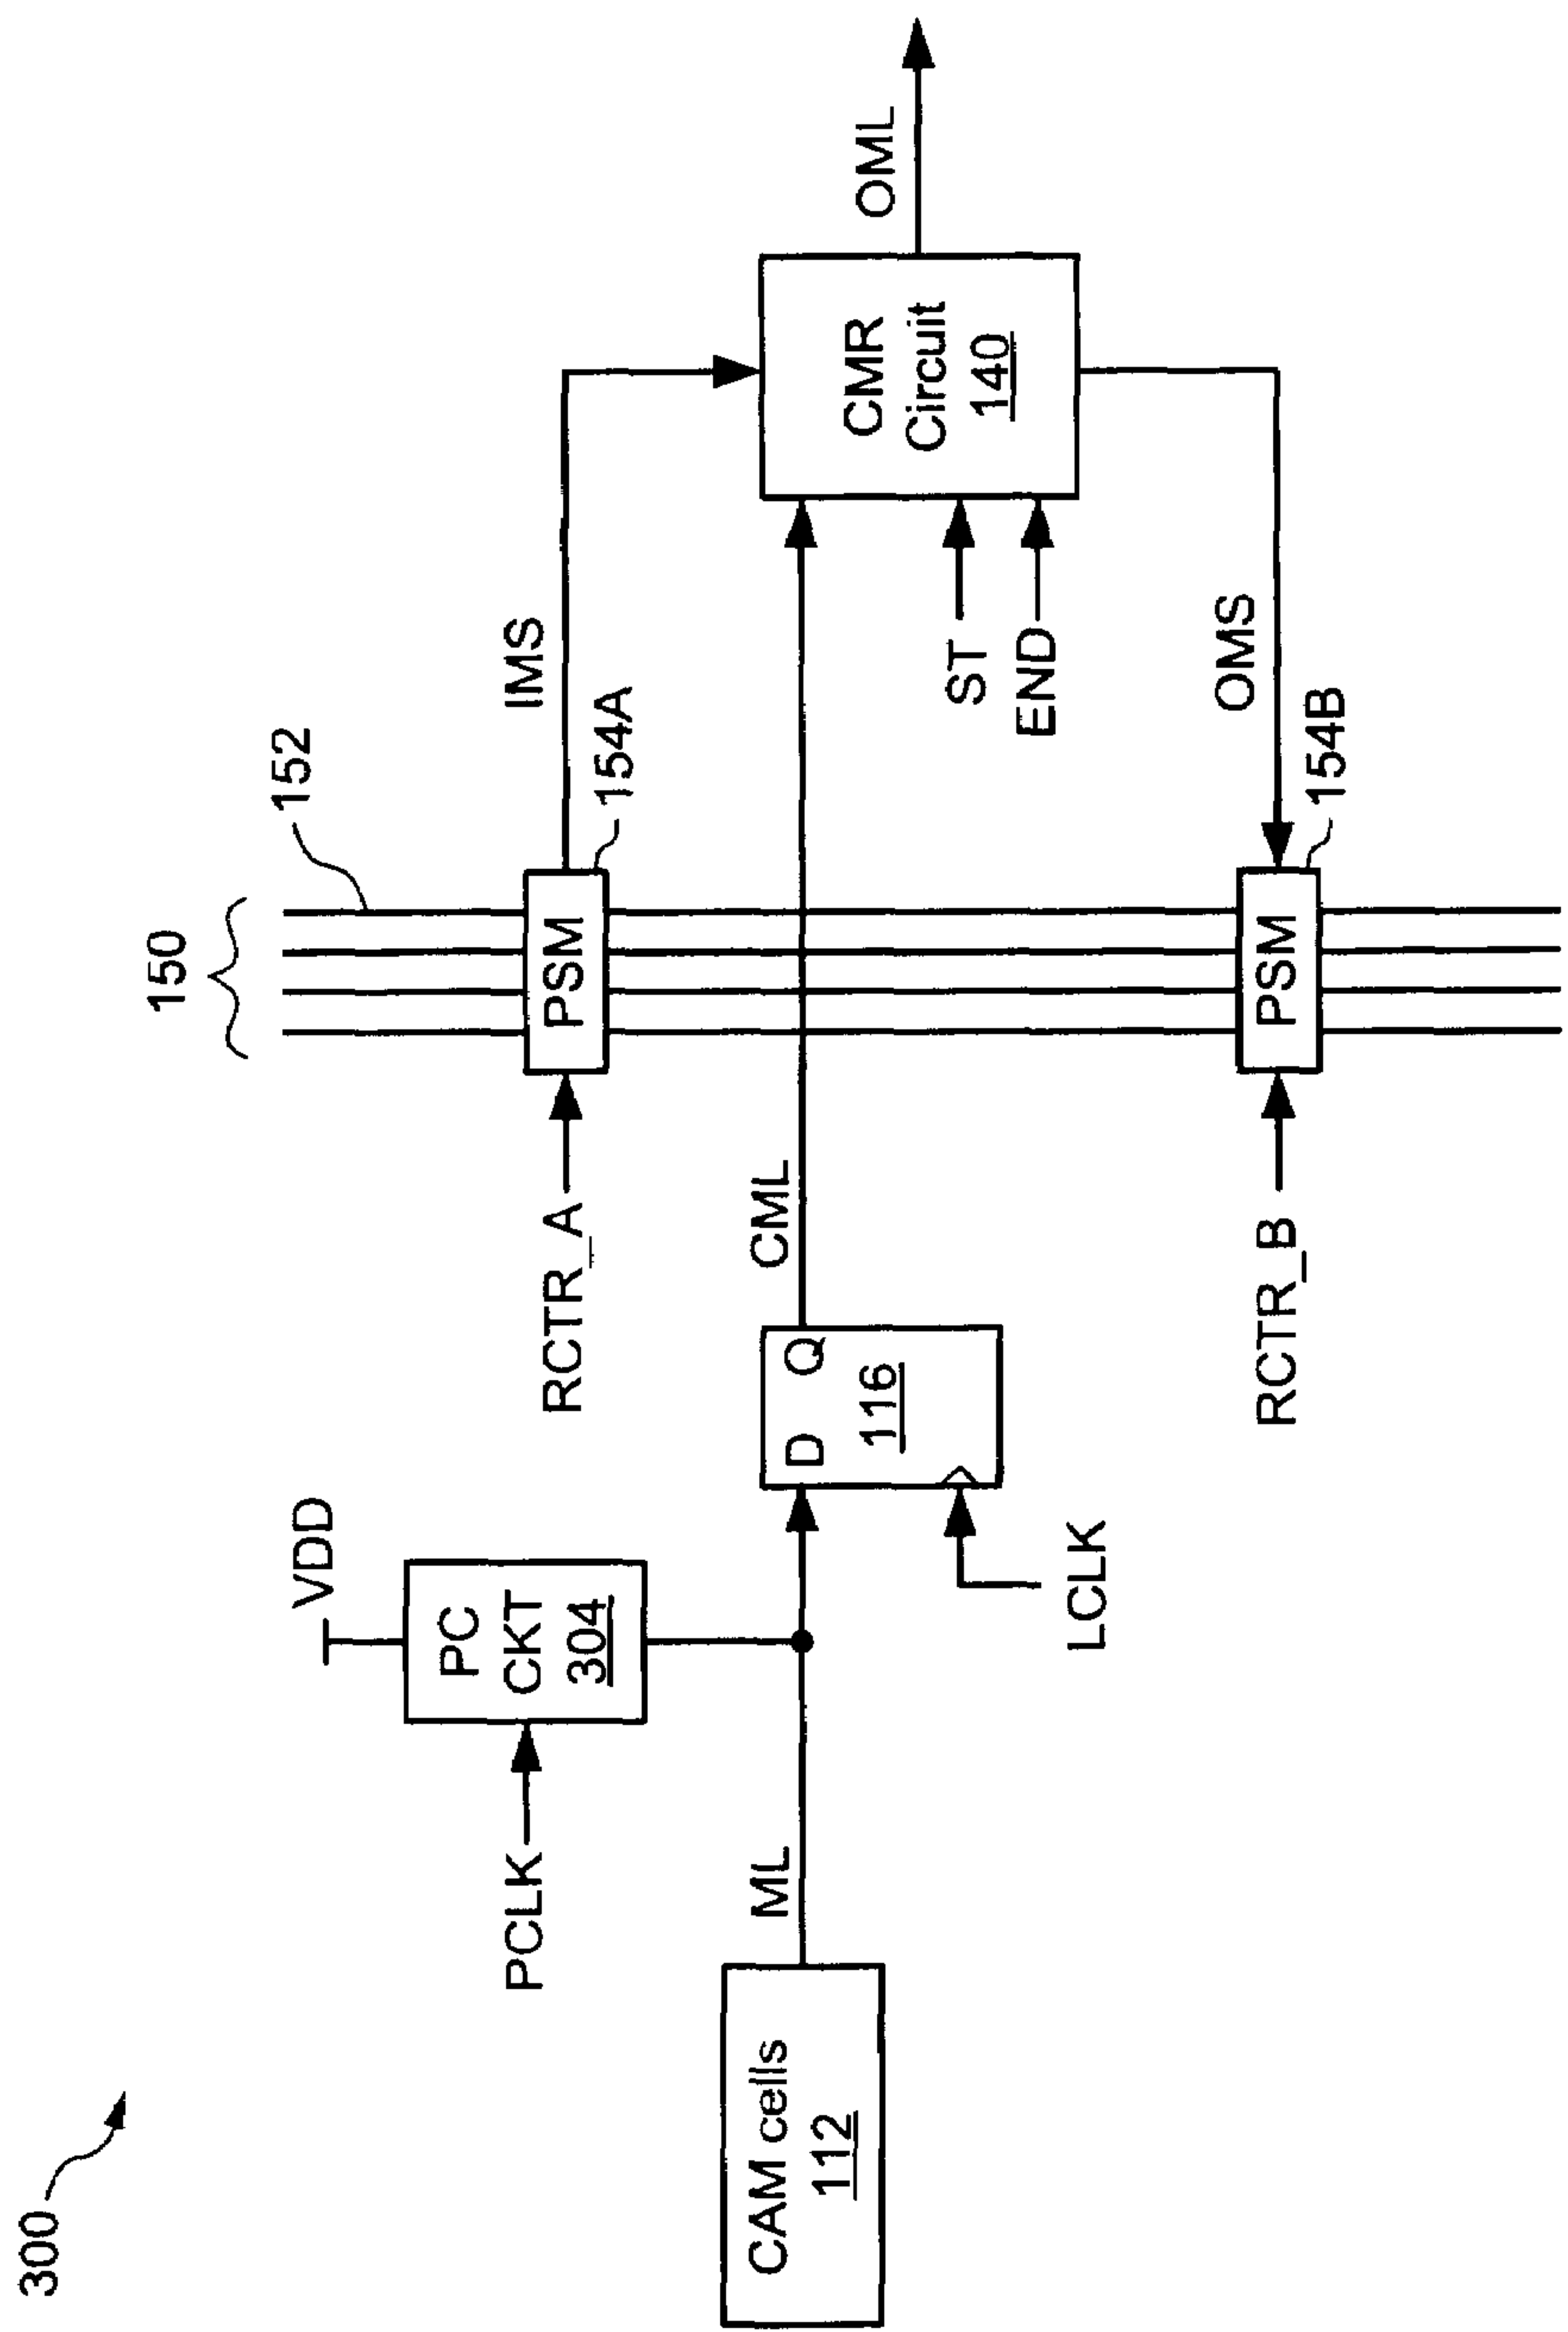 300
CAM cells
112
ML
PCLK
PC
CKT
304
VDD
D Q
116
LCLK
CML
RCTR_A
PSM
154A
150
152
IMS
RCTR_B
PSM
154B
OMS
ST
END
CMR
Circuit
140
OML